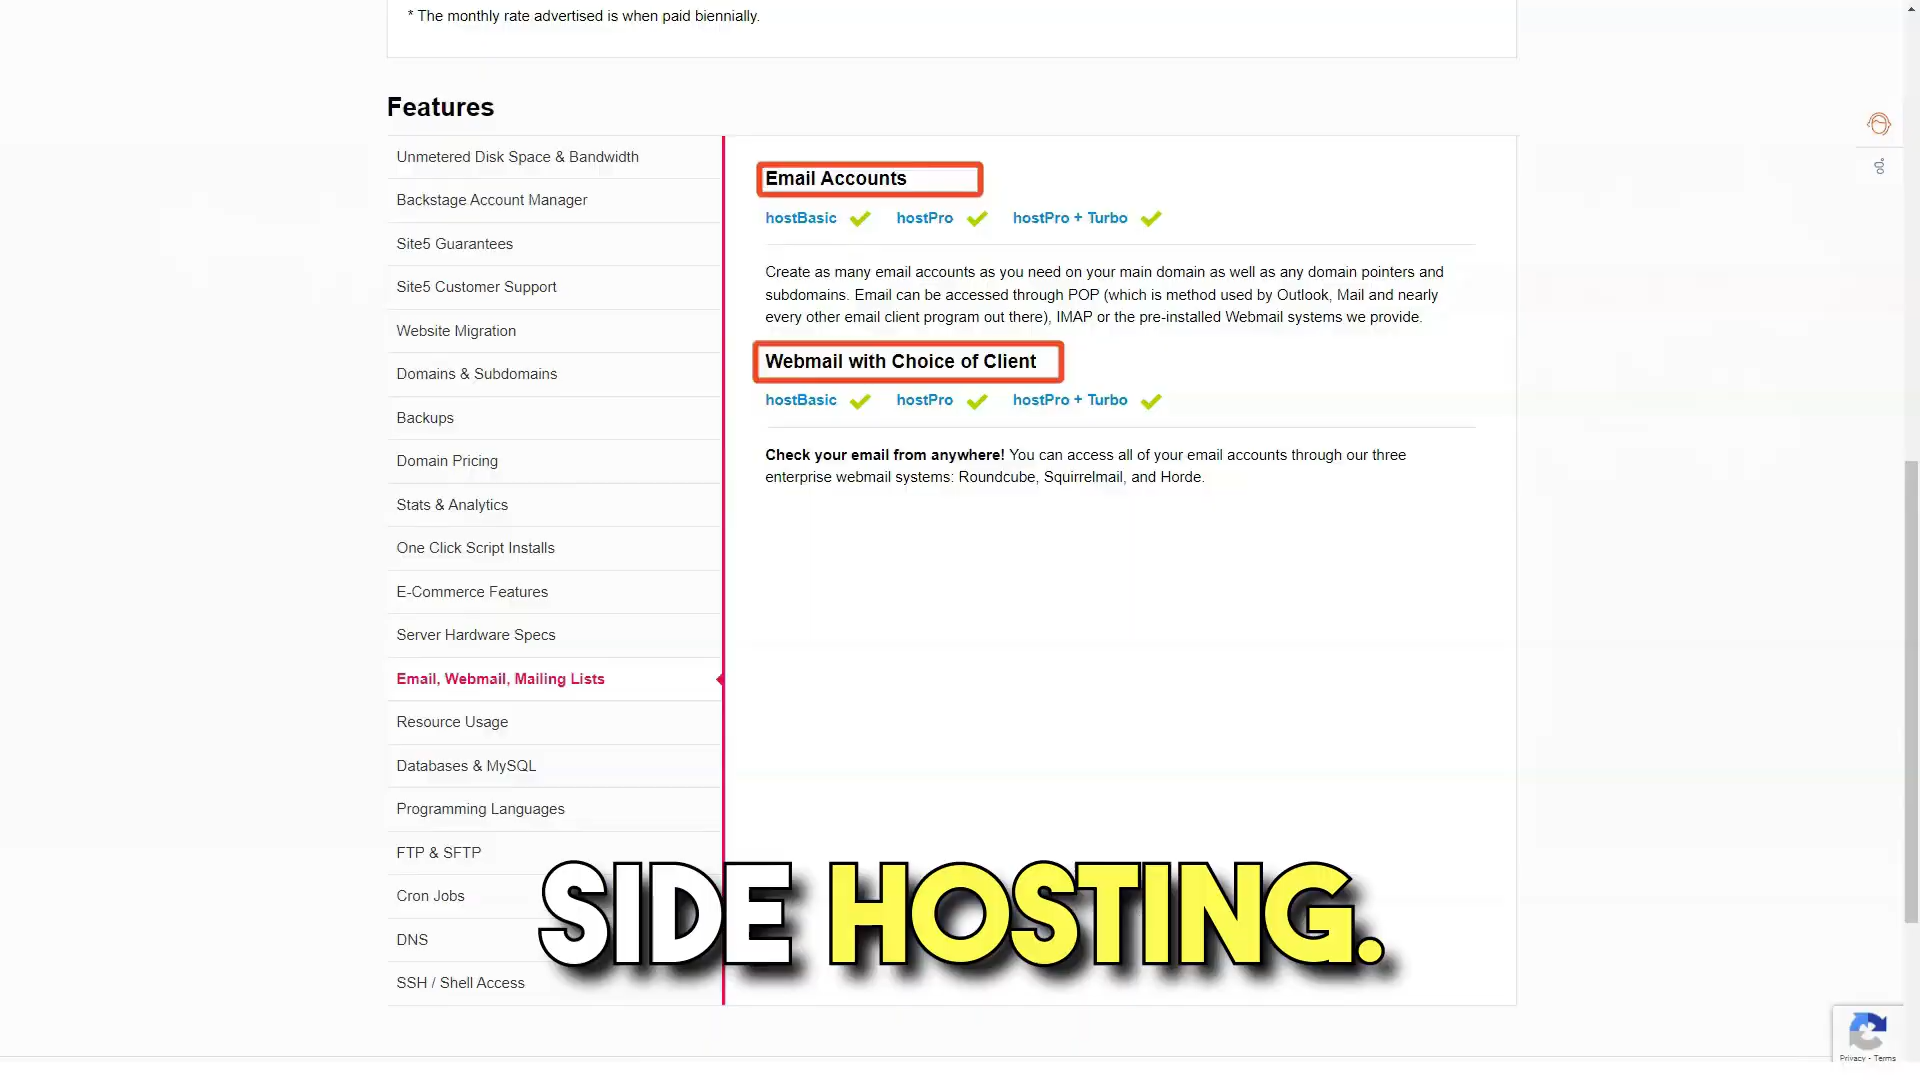 * The monthly rate advertised is when paid biennially.
Features
Unmetered Disk Space & Bandwidth
Backstage Account Manager
Site5 Guarantees
Site5 Customer Support
Website Migration
Domains & Subdomains
Backups
Domain Pricing
Stats & Analytics
One Click Script Installs
E-Commerce Features
Server Hardware Specs
Email, Webmail, Mailing Lists
Resource Usage
Databases & MySQL
Programming Languages
FTP & SFTP
Cron Jobs
DNS
SSH / Shell Access
Email Accounts
hostBasic hostPro hostPro + Turbo
Create as many email accounts as you need on your main domain as well as any domain pointers and
subdomains. Email can be accessed through POP (which is method used by Outlook, Mail and nearly
every other email client program out there), IMAP or the pre-installed Webmail systems we provide.
Webmail with Choice of Client
hostBasic hostPro hostPro + Turbo
Check your email from anywhere! You can access all of your email accounts through our three
enterprise webmail systems: Roundcube, Squirrelmail, and Horde.
SIDE HOSTING.
Privacy - Terms